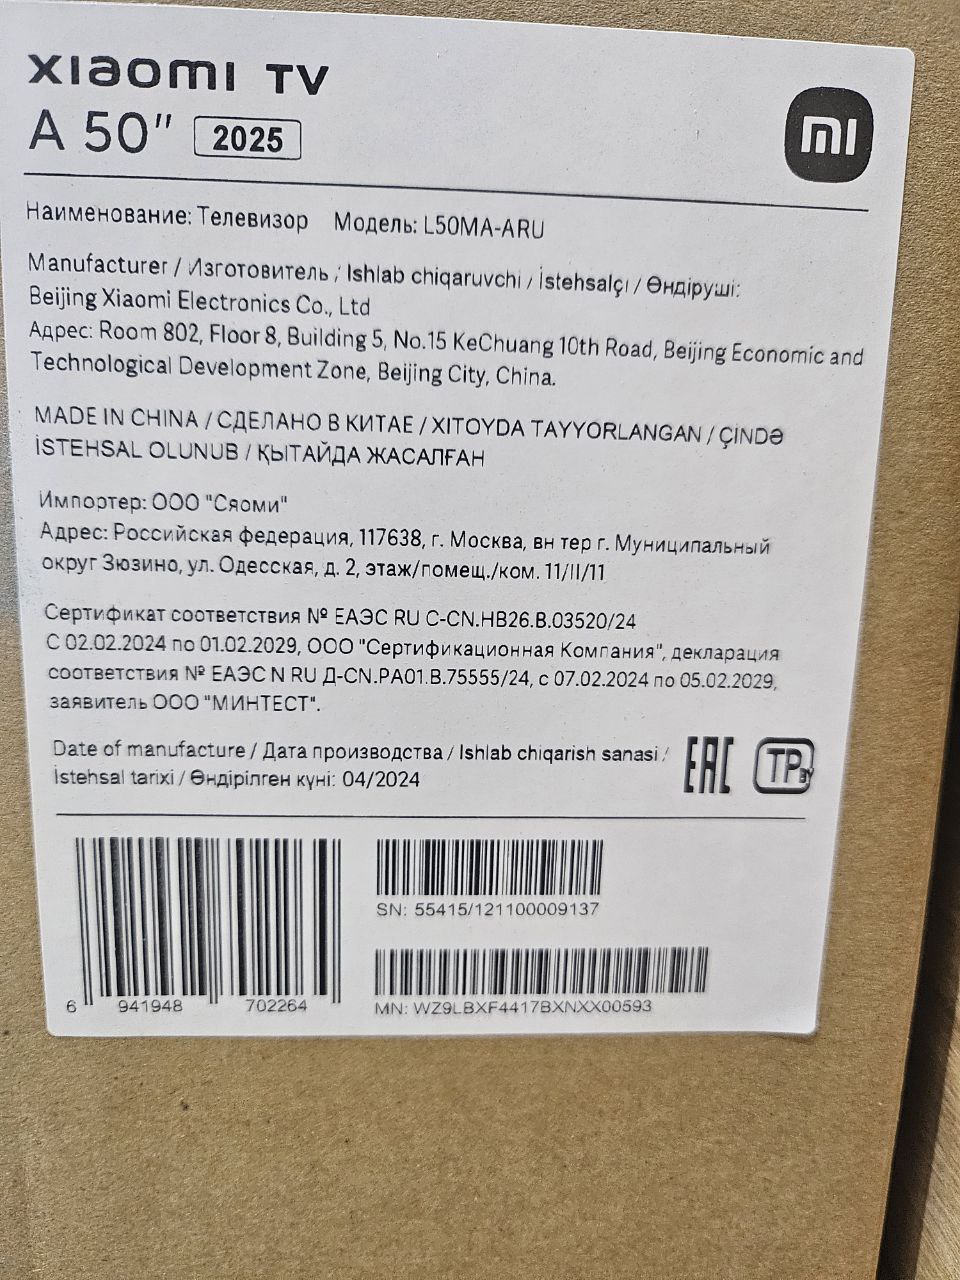 xiaomi TV
A 50" 2025
mi
Наименование: Телевизор Модель: L50MA-ARU
Manufacturer / Изготовитель / Ishlab chiqaruvchi / İstehsalçı / Өндіруші:
Beijing Xiaomi Electronics Co., Ltd
Адрес: Room 802, Floor 8, Building 5, No.15 KeChuang 10th Road, Beijing Economic and
Technological Development Zone, Beijing City, China.
MADE IN CHINA / СДЕЛАНО В КИТАЕ / XITOYDA TAYYORLANGAN / ÇİNDƏ
İSTEHSAL OLUNUB / ҚЫТАЙДА ЖАСАЛҒАН
Импортер: ООО "Сяоми"
Адрес: Российская федерация, 117638, г. Москва, вн тер г. Муниципальный
округ Зюзино, ул. Одесская, д. 2, этаж/помещ./ком. 11/II/11
Сертификат соответствия № ЕАЭС RU C-CN.HB26.B.03520/24
С 02.02.2024 по 01.02.2029, ООО "Сертификационная Компания", декларация
соответствия № ЕАЭС N RU Д-CN.PA01.B.75555/24, с 07.02.2024 по 05.02.2029,
заявитель ООО "МИНТЕСТ".
Date of manufacture / Дата производства / Ishlab chiqarish sanasi /
İstehsal tarixi / Өндірілген күні: 04/2024
EAC TP BY
SN: 55415/121100009137
6 941948 702264
MN: WZ9LBXF4417BXNXX00593